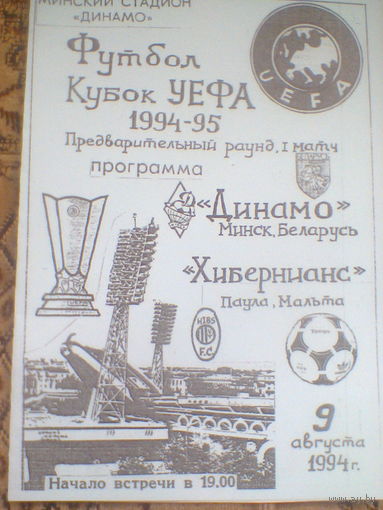 МИНСКИЙ СТАДИОН
«ДИНАМО»
UEFA
Футбол
Кубок УЕФА
1994-95
Предварительный раунд, I матч
программа
Д
«Динамо»
Минск, Беларусь
«Хибернианс»
Паула, Мальта
HIBS
F.C.
9
августа
1994 г.
Начало встречи в 19.00